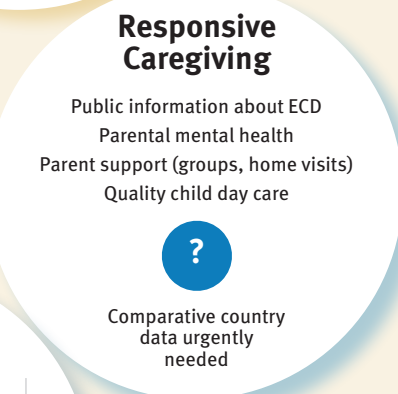 Responsive
Caregiving
Public information about ECD
Parental mental health
Parent support (groups, home visits)
Quality child day care
?
Comparative country
data urgently
needed